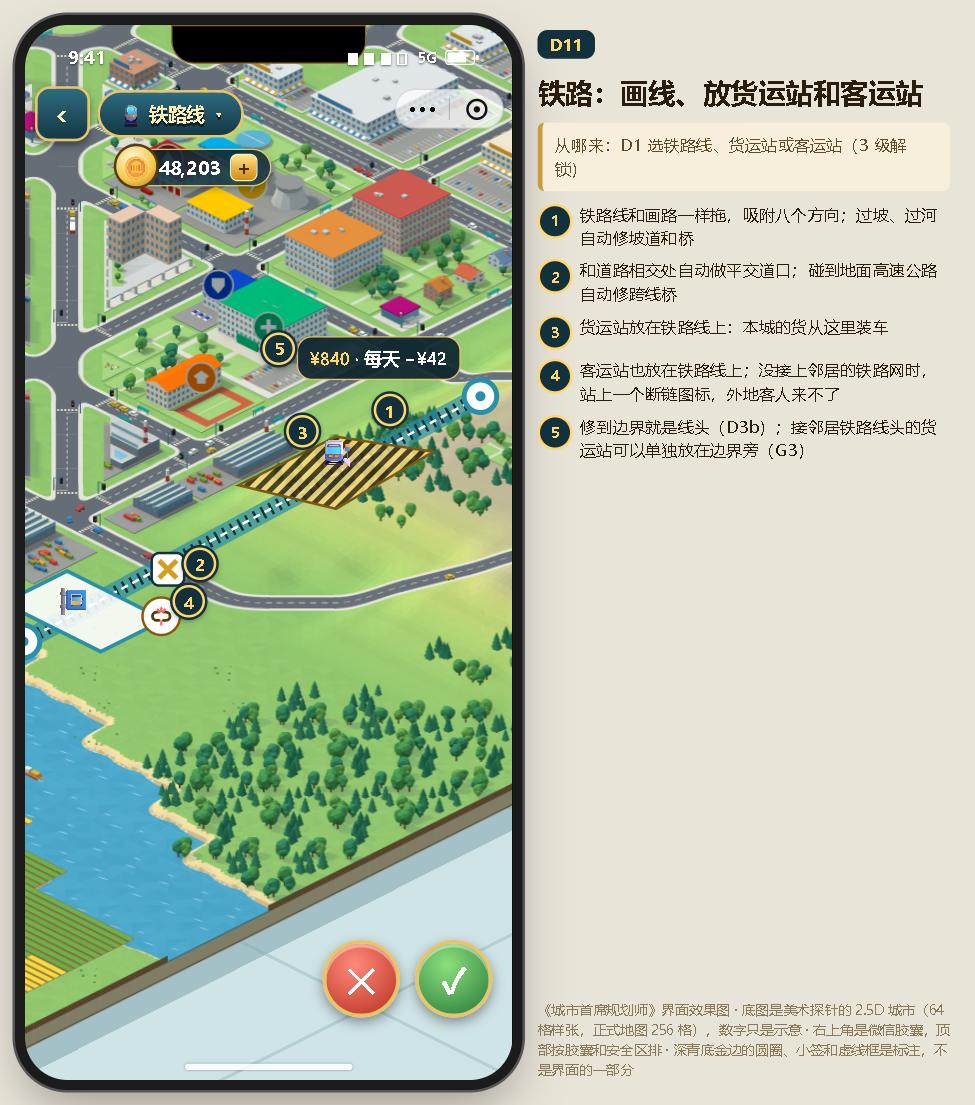 9:41
5G
铁路线
48,203
5
¥840 · 每天 −¥42
1
3
2
4
D11
铁路：画线、放货运站和客运站
从哪来：D1 选铁路线、货运站或客运站（3 级解
锁）
1 铁路线和画路一样拖，吸附八个方向；过坡、过河
自动修坡道和桥
2 和道路相交处自动做平交道口；碰到地面高速公路
自动修跨线桥
3 货运站放在铁路线上：本城的货从这里装车
4 客运站也放在铁路线上；没接上邻居的铁路网时，
站上一个断链图标，外地客人来不了
5 修到边界就是线头（D3b）；接邻居铁路线头的货
运站可以单独放在边界旁（G3）
《城市首席规划师》界面效果图 · 底图是美术探针的 2.5D 城市（64
格样张，正式地图 256 格），数字只是示意 · 右上角是微信胶囊，顶
部按胶囊和安全区排 · 深青底金边的圆圈、小签和虚线框是标注，不
是界面的一部分